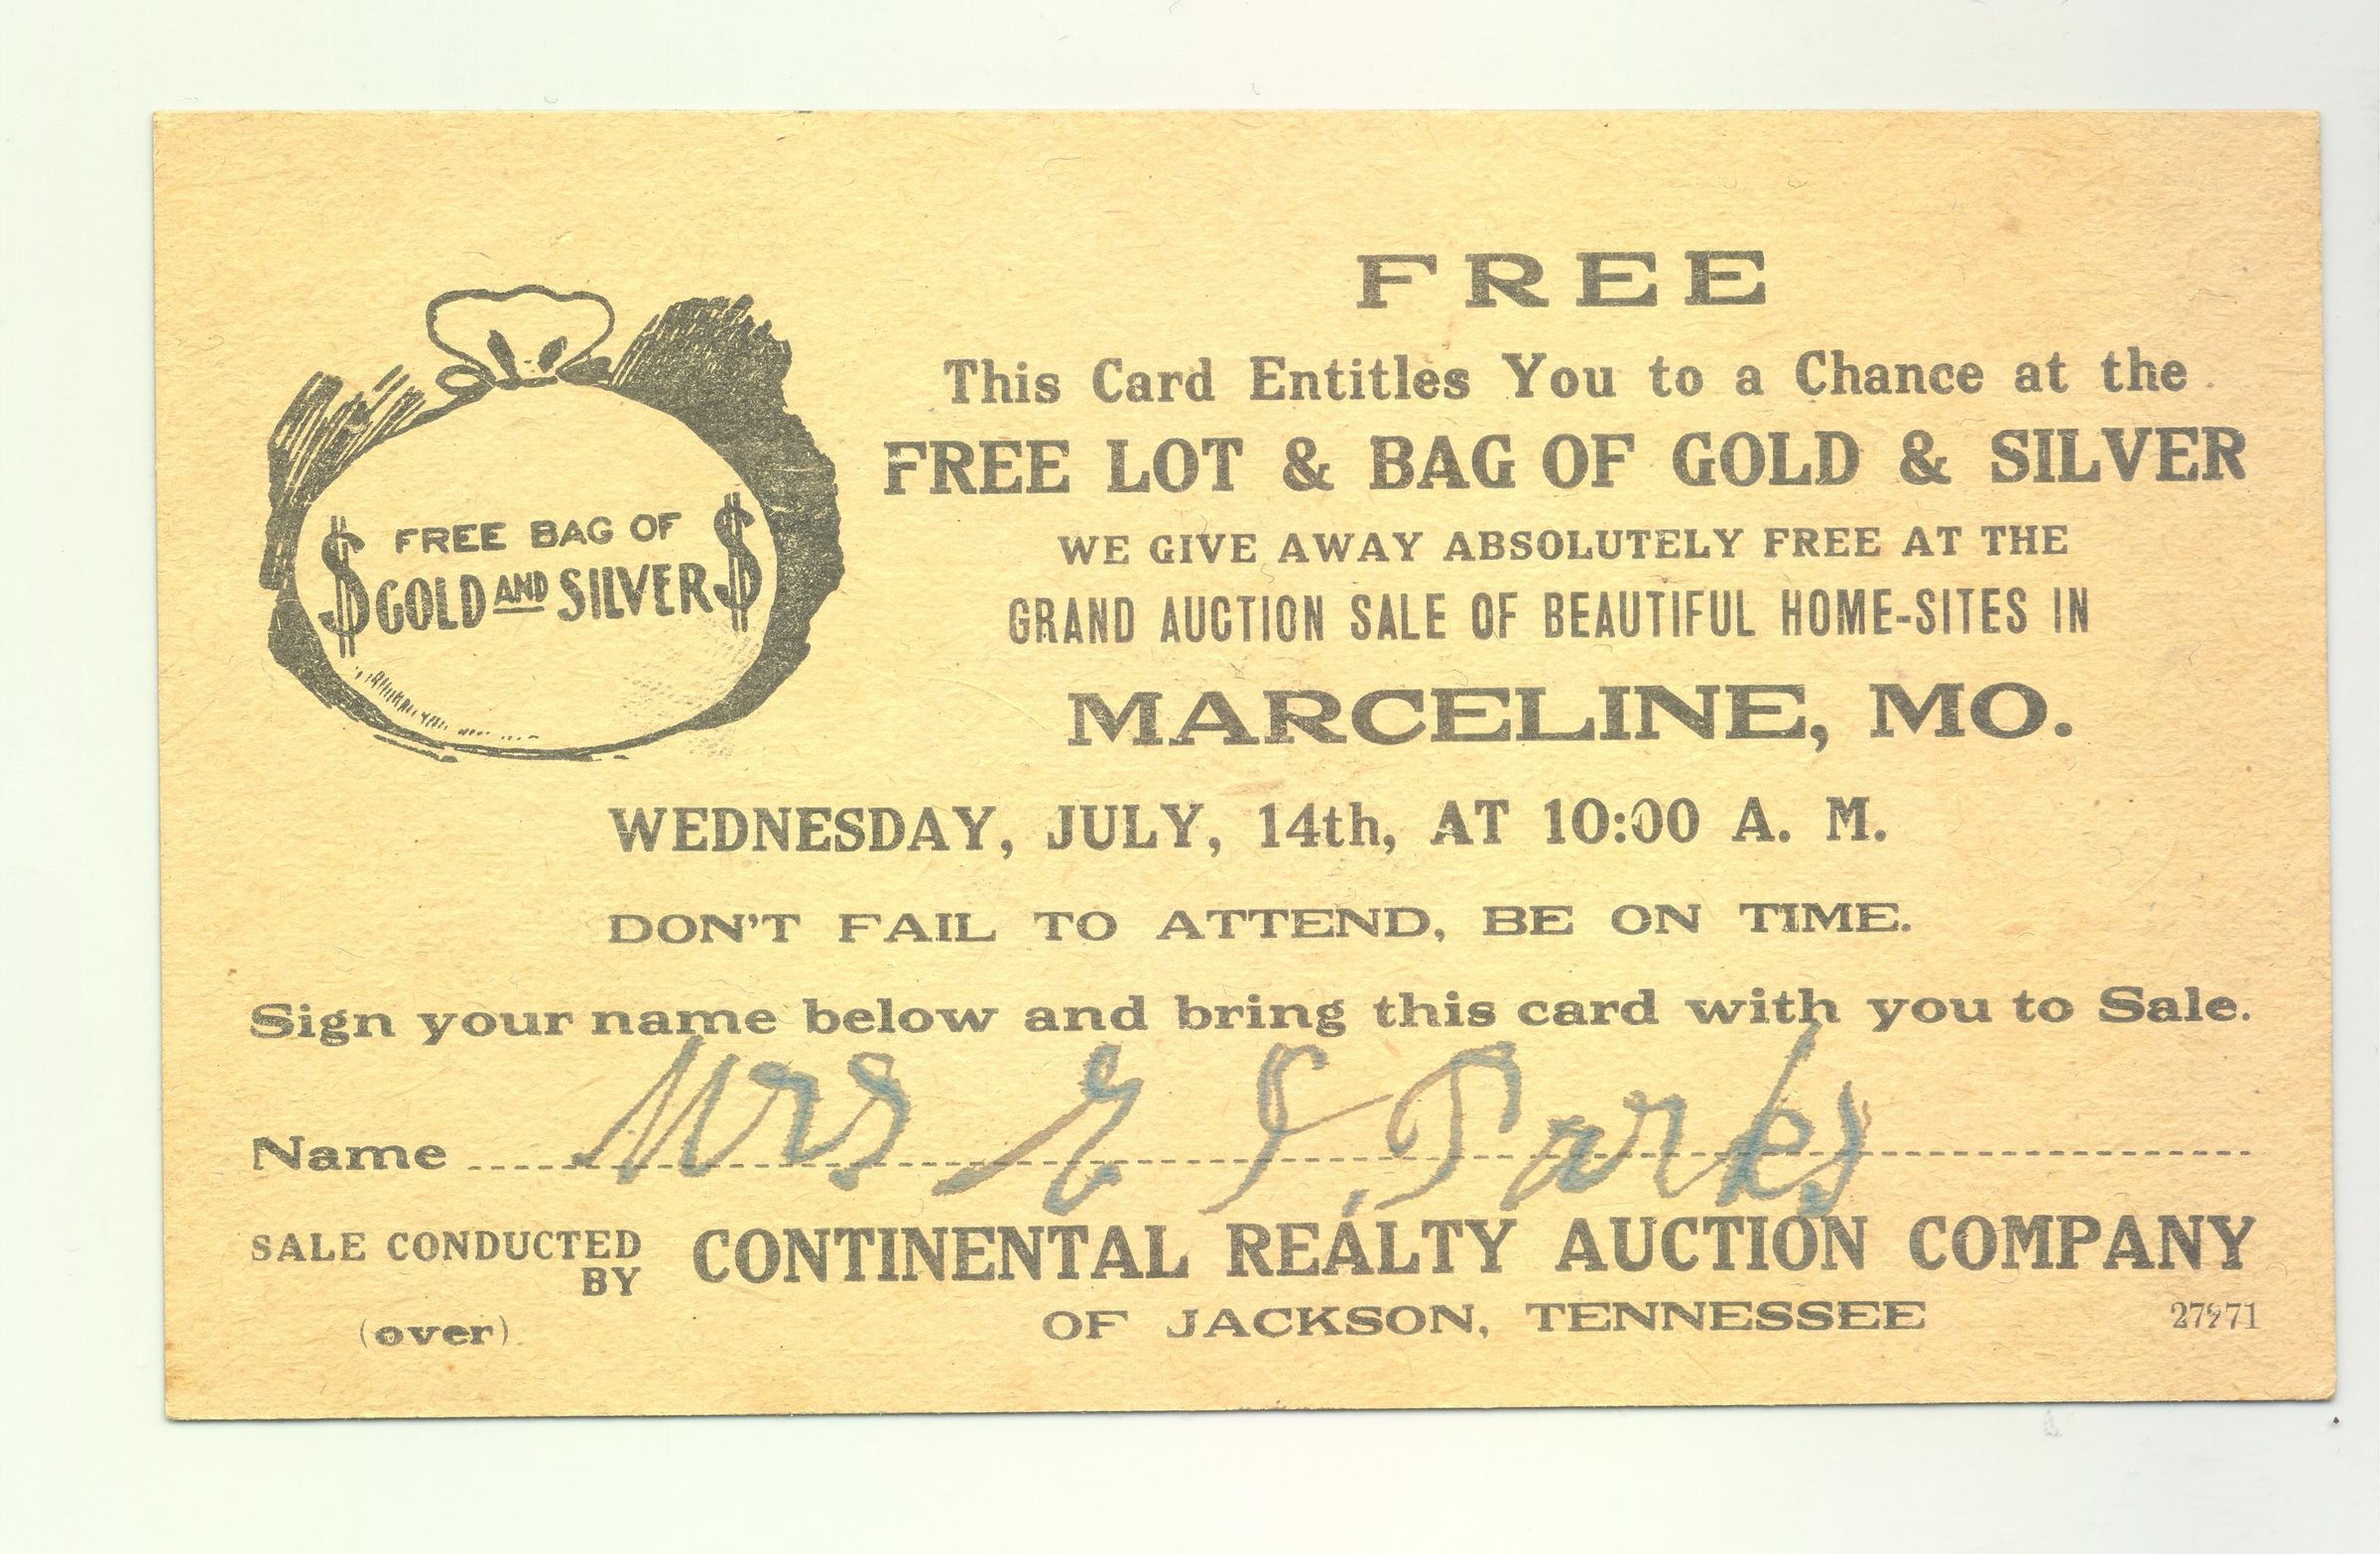 FREE
This Card Entitles You to a Chance at the
FREE LOT & BAG OF GOLD & SILVER
WE GIVE AWAY ABSOLUTELY FREE AT THE
GRAND AUCTION SALE OF BEAUTIFUL HOME-SITES IN
MARCELINE, MO.
FREE BAG OF
$ GOLD AND SILVER $
WEDNESDAY, JULY, 14th, AT 10:00 A. M.
DON'T FAIL TO ATTEND, BE ON TIME.
Sign your name below and bring this card with you to Sale.
Name Mrs Parks
SALE CONDUCTED BY CONTINENTAL REALTY AUCTION COMPANY
OF JACKSON, TENNESSEE
(over)